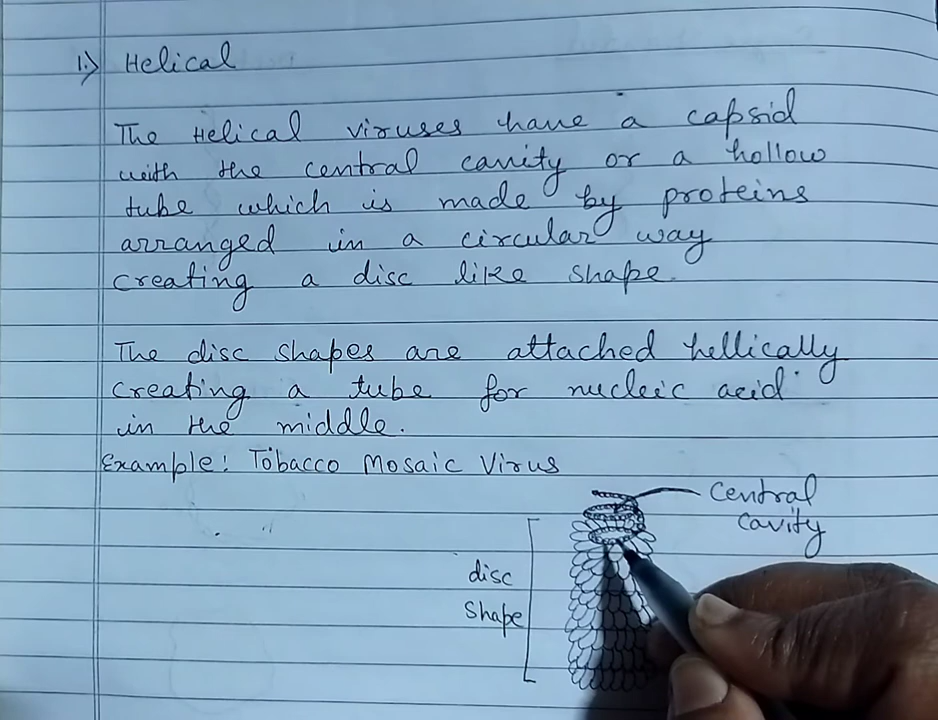 1.) Helical
The Helical viruses have a capsid
with the central cavity or a hollow
tube which is made by proteins
arranged in a circular way
creating a disc like shape.
The disc shapes are attached hellically
creating a tube for nucleic acid
in the middle.
Example: Tobacco Mosaic Virus
Central
cavity
disc
shape